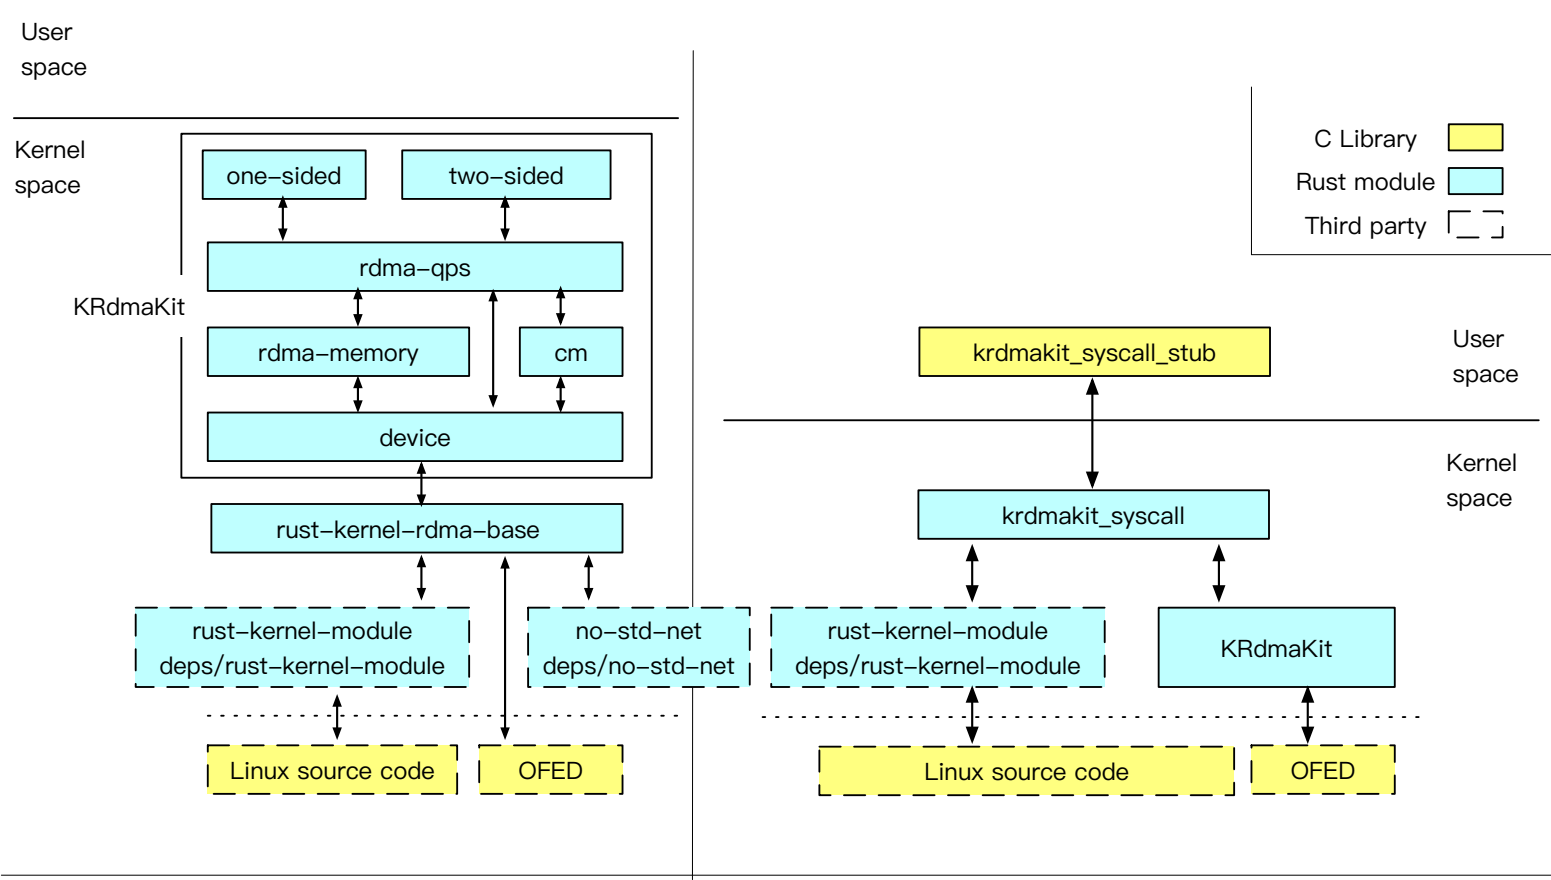 User
space
Kernel
space
one-sided
two-sided
rdma-qps
KRdmaKit
rdma-memory
cm
device
rust-kernel-rdma-base
rust-kernel-module
deps/rust-kernel-module
no-std-net
deps/no-std-net
Linux source code
OFED
C Library
Rust module
Third party
krdmakit_syscall_stub
User
space
Kernel
space
krdmakit_syscall
rust-kernel-module
deps/rust-kernel-module
KRdmaKit
Linux source code
OFED